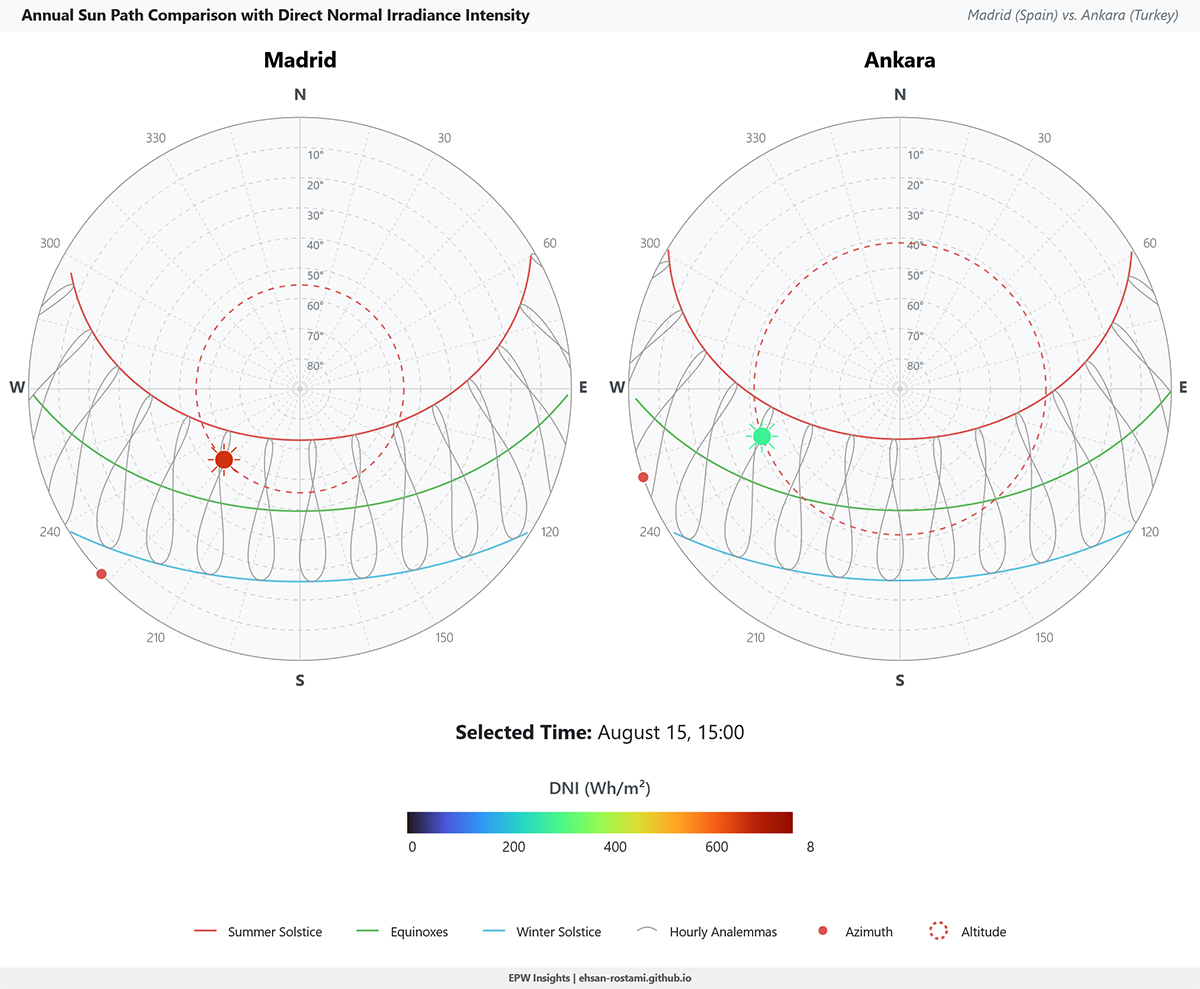 Annual Sun Path Comparison with Direct Normal Irradiance Intensity
Madrid (Spain) vs. Ankara (Turkey)
Madrid
N
330
30
10°
20°
300
60
30°
40°
50°
60°
70°
80°
W
E
240
120
210
150
S
Ankara
N
330
30
10°
20°
300
60
30°
40°
50°
60°
70°
80°
W
E
240
120
210
150
S
Selected Time: August 15, 15:00
DNI (Wh/m²)
0 200 400 600 8
Summer Solstice Equinoxes Winter Solstice Hourly Analemmas Azimuth Altitude
EPW Insights | ehsan-rostami.github.io